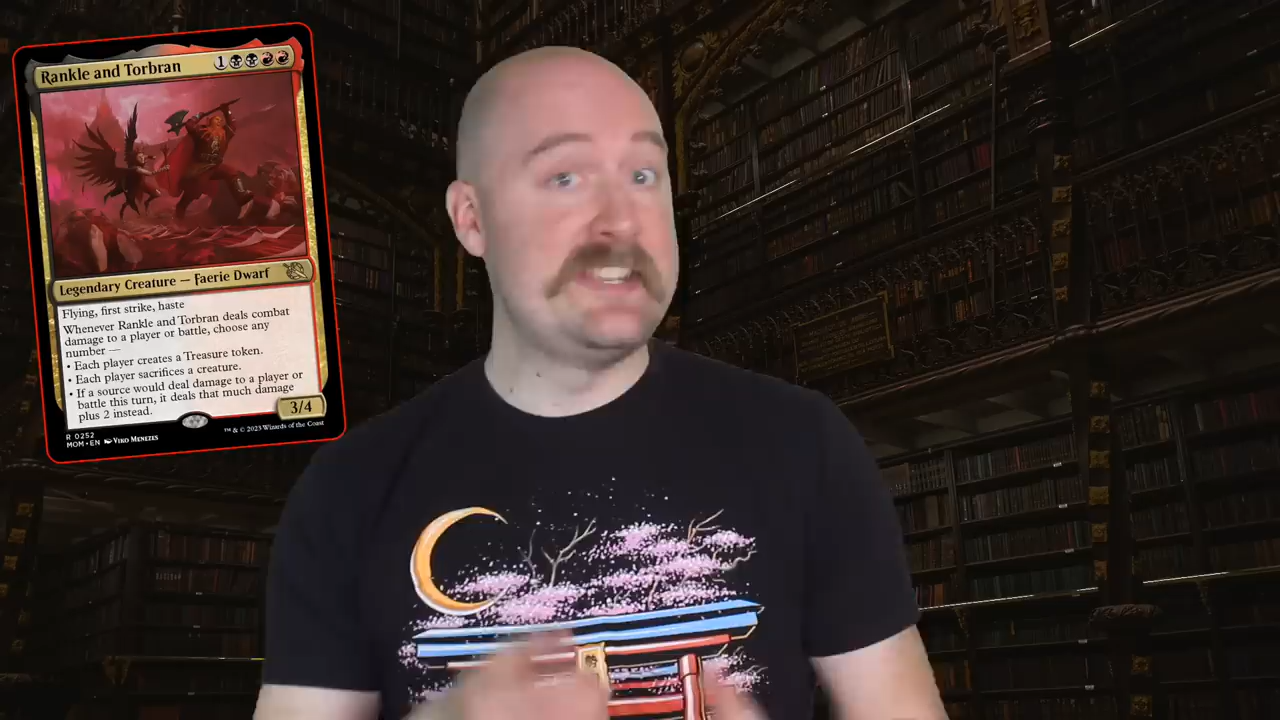 Rankle and Torbran 1
Legendary Creature — Faerie Dwarf
Flying, first strike, haste
Whenever Rankle and Torbran deals combat
damage to a player or battle, choose any
number —
• Each player creates a Treasure token.
• Each player sacrifices a creature.
• If a source would deal damage to a player or
battle this turn, it deals that much damage
plus 2 instead.
3/4
R 0252
MOM • EN Viko Menezes
™ & © 2023 Wizards of the Coast